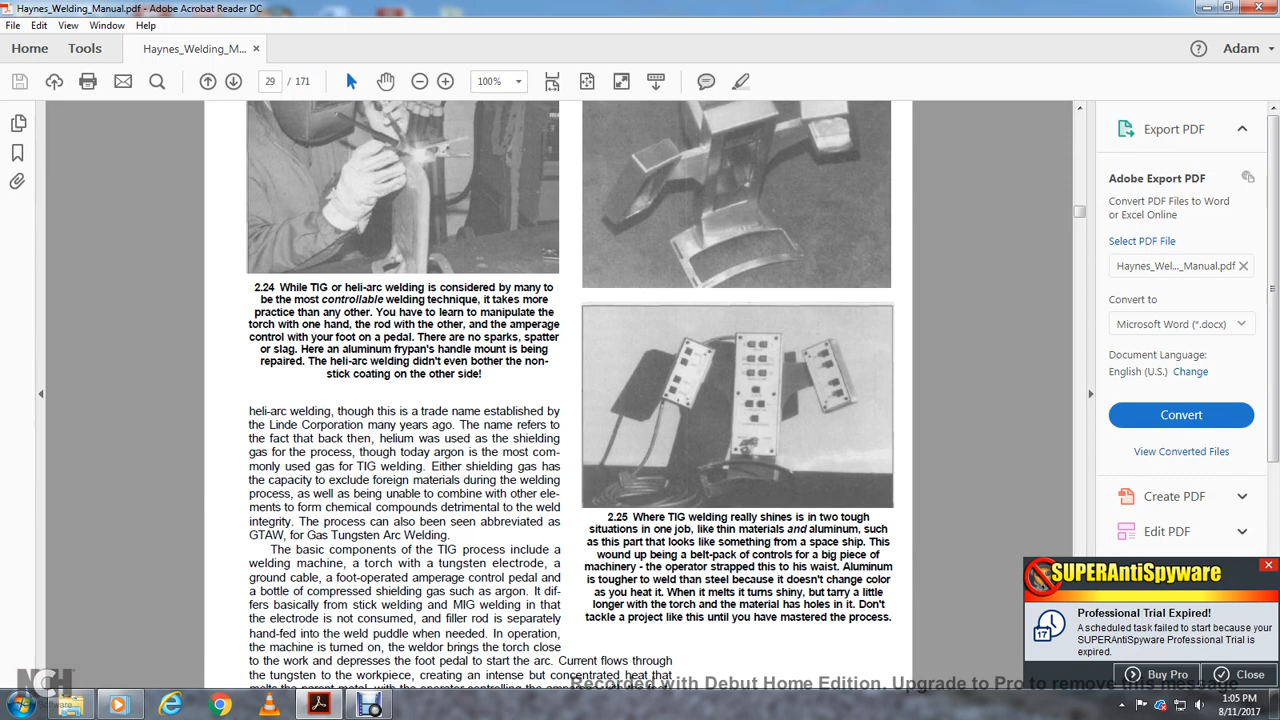 Haynes_Welding_Manual.pdf - Adobe Acrobat Reader DC
File Edit View Window Help
Home Tools Haynes_Welding_M... × Adam
29 / 171 100%
2.24 While TIG or heli-arc welding is considered by many to
be the most controllable welding technique, it takes more
practice than any other. You have to learn to manipulate the
torch with one hand, the rod with the other, and the amperage
control with your foot on a pedal. There are no sparks, spatter
or slag. Here an aluminum frypan's handle mount is being
repaired. The heli-arc welding didn't even bother the non-
stick coating on the other side!
heli-arc welding, though this is a trade name established by
the Linde Corporation many years ago. The name refers to
the fact that back then, helium was used as the shielding
gas for the process, though today argon is the most com-
monly used gas for TIG welding. Either shielding gas has
the capacity to exclude foreign materials during the welding
process, as well as being unable to combine with other ele-
ments to form chemical compounds detrimental to the weld
integrity. The process can also been seen abbreviated as
GTAW, for Gas Tungsten Arc Welding.
The basic components of the TIG process include a
welding machine, a torch with a tungsten electrode, a
ground cable, a foot-operated amperage control pedal and
a bottle of compressed shielding gas such as argon. It dif-
fers basically from stick welding and MIG welding in that
the electrode is not consumed, and filler rod is separately
hand-fed into the weld puddle when needed. In operation,
the machine is turned on, the weldor brings the torch close
to the work and depresses the foot pedal to start the arc. Current flows through
the tungsten to the workpiece, creating an intense but concentrated heat that
2.25 Where TIG welding really shines is in two tough
situations in one job, like thin materials and aluminum, such
as this part that looks like something from a space ship. This
wound up being a belt-pack of controls for a big piece of
machinery - the operator strapped this to his waist. Aluminum
is tougher to weld than steel because it doesn't change color
as you heat it. When it melts it turns shiny, but tarry a little
longer with the torch and the material has holes in it. Don't
tackle a project like this until you have mastered the process.
Export PDF
Adobe Export PDF
Convert PDF Files to Word
or Excel Online
Select PDF File
Haynes_Wel..._Manual.pdf
Convert to
Microsoft Word (*.docx)
Document Language:
English (U.S.) Change
Convert
View Converted Files
Create PDF
Edit PDF
SUPERAntiSpyware
Professional Trial Expired!
A scheduled task failed to start because your
SUPERAntiSpyware Professional Trial is
expired.
17
Buy Pro Close
NCH
Software
Recorded with Debut Home Edition. Upgrade to Pro to remove this message
1:05 PM
8/11/2017